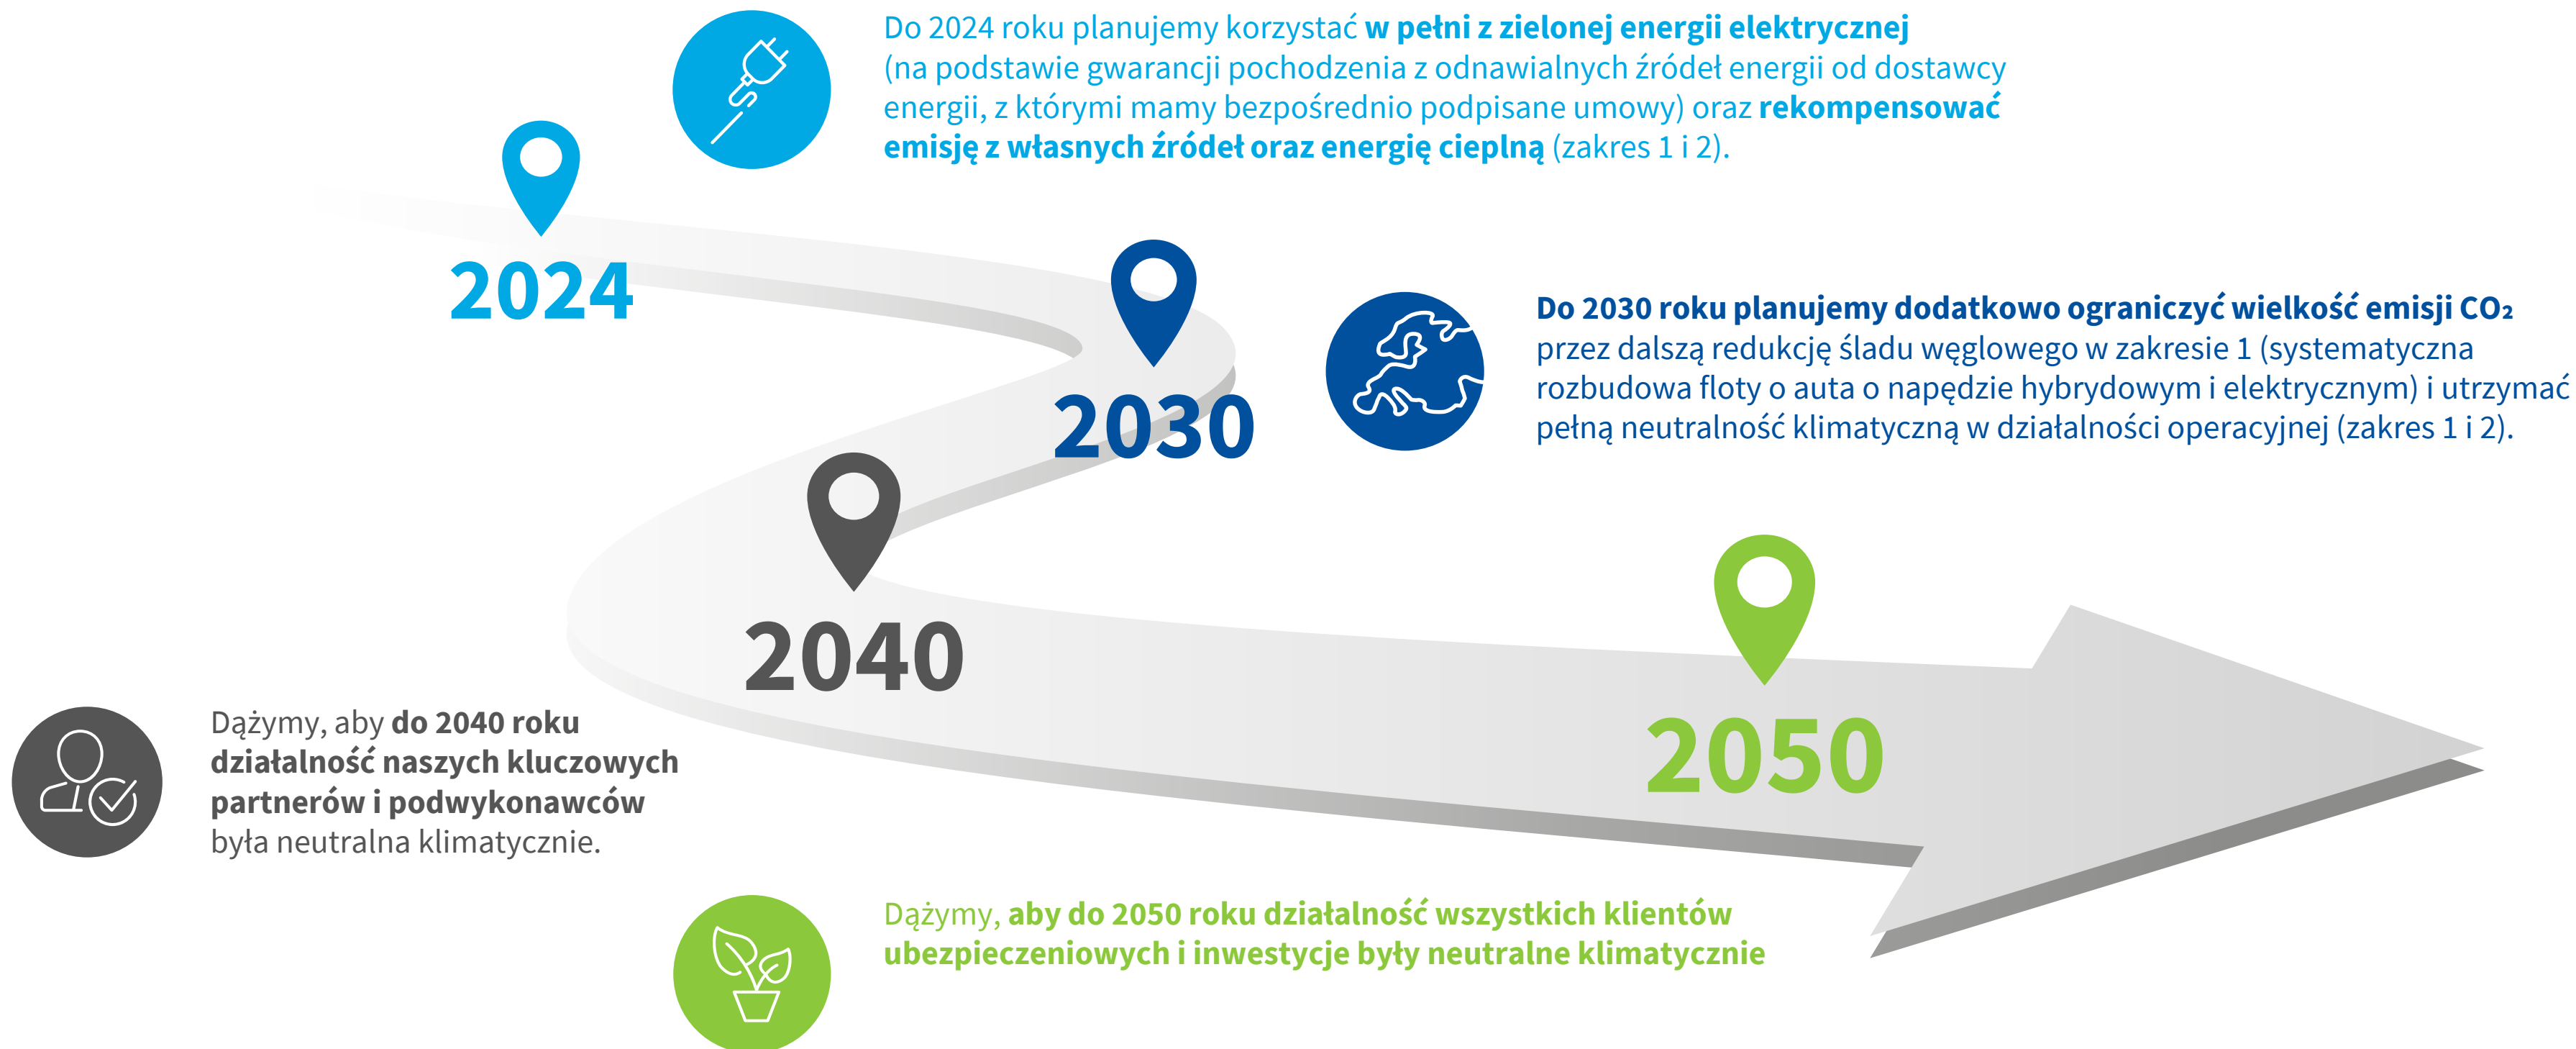 Do 2024 roku planujemy korzystać w pełni z zielonej energii elektrycznej
(na podstawie gwarancji pochodzenia z odnawialnych źródeł energii od dostawcy
energii, z którymi mamy bezpośrednio podpisane umowy) oraz rekompensować
emisję z własnych źródeł oraz energię cieplną (zakres 1 i 2).
2024
Do 2030 roku planujemy dodatkowo ograniczyć wielkość emisji CO₂
przez dalszą redukcję śladu węglowego w zakresie 1 (systematyczna
rozbudowa floty o auta o napędzie hybrydowym i elektrycznym) i utrzymać
pełną neutralność klimatyczną w działalności operacyjnej (zakres 1 i 2).
2030
2040
Dążymy, aby do 2040 roku
działalność naszych kluczowych
partnerów i podwykonawców
była neutralna klimatycznie.
2050
Dążymy, aby do 2050 roku działalność wszystkich klientów
ubezpieczeniowych i inwestycje były neutralne klimatycznie